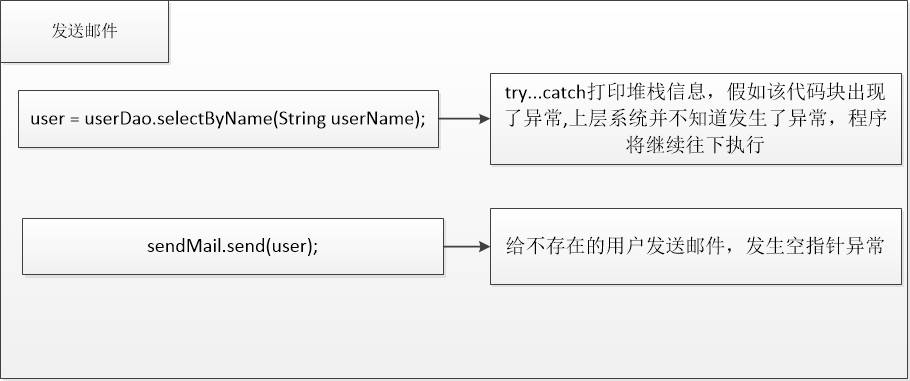 发送邮件
user = userDao.selectByName(String userName);
try...catch打印堆栈信息，假如该代码块出现
了异常,上层系统并不知道发生了异常，程序
将继续往下执行
sendMail.send(user);
给不存在的用户发送邮件，发生空指针异常